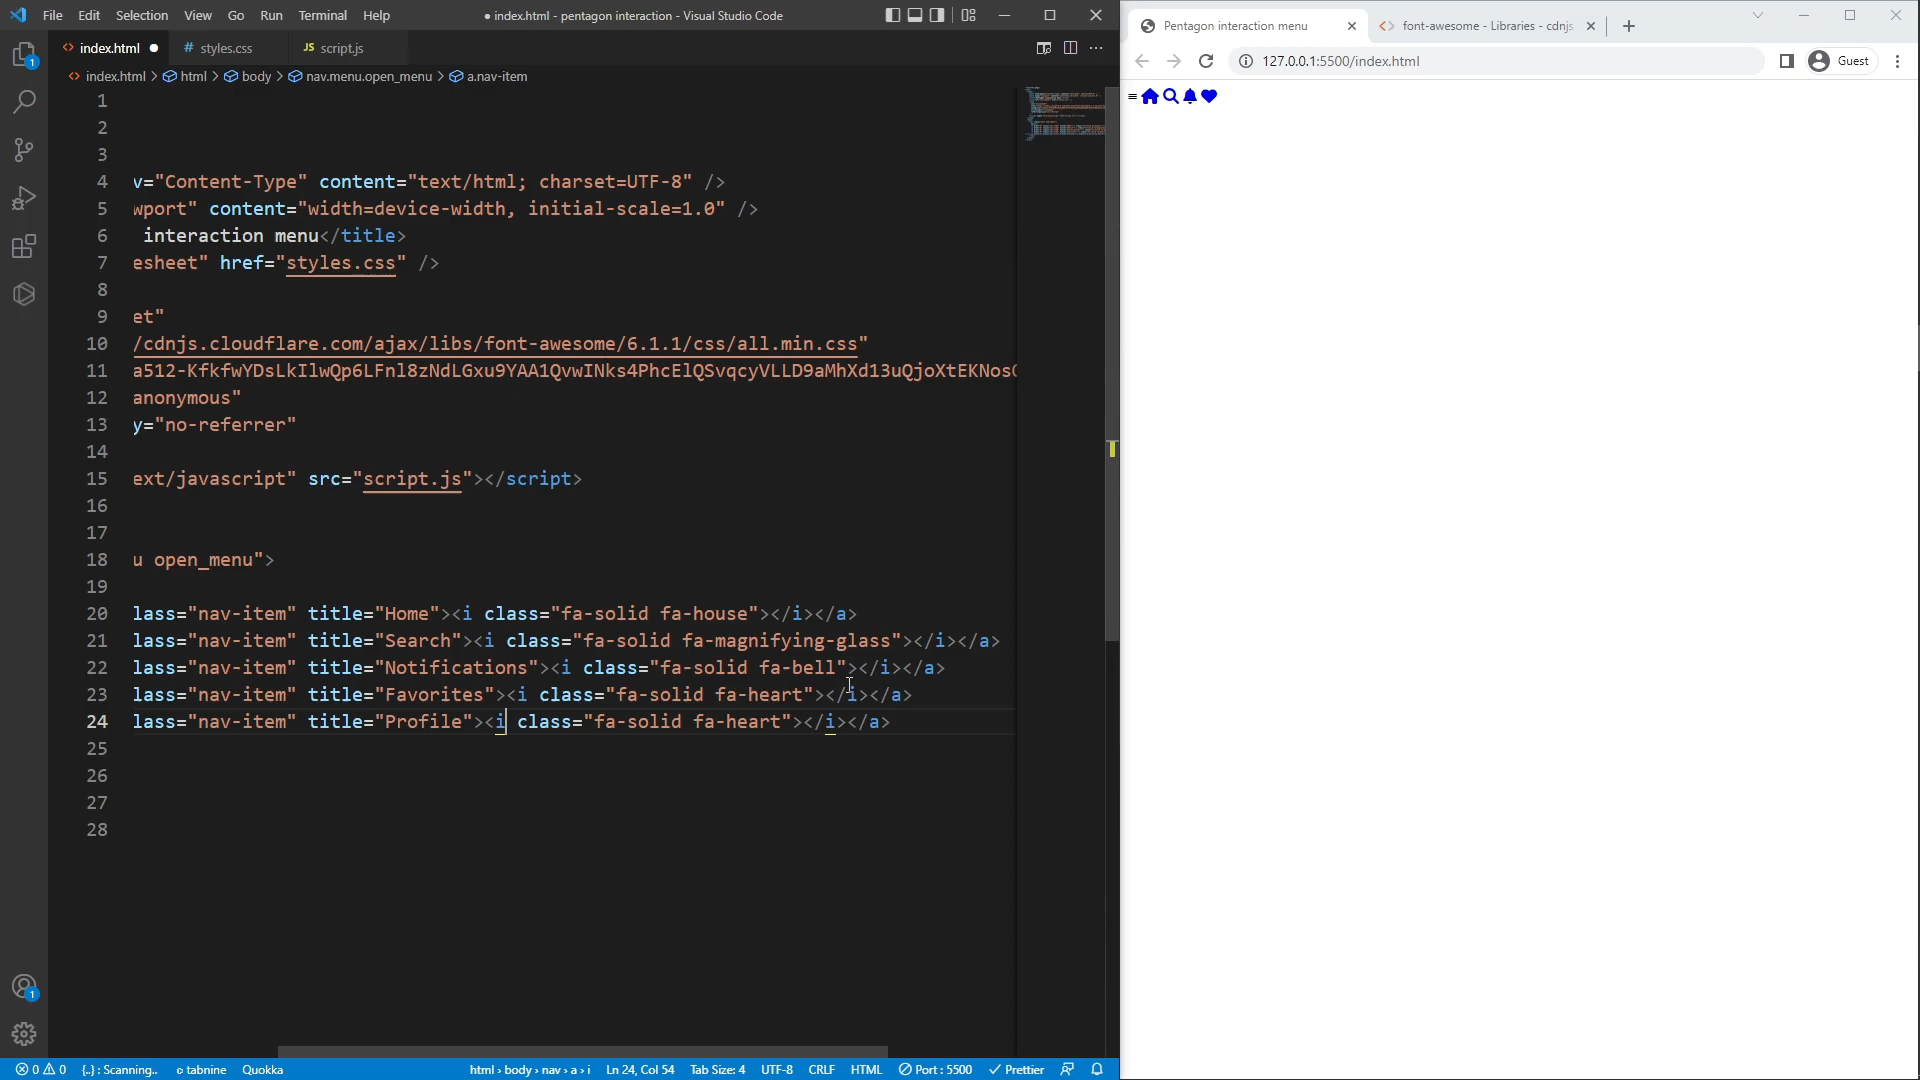 File Edit Selection View Go Run Terminal Help
● index.html - pentagon interaction - Visual Studio Code
index.html ● # styles.css JS script.js
index.html > html > body > nav.menu.open_menu > a.nav-item
1
2
3
4 v="Content-Type" content="text/html; charset=UTF-8" />
5 wport" content="width=device-width, initial-scale=1.0" />
6 interaction menu</title>
7 esheet" href="styles.css" />
8
9 et"
10 /cdnjs.cloudflare.com/ajax/libs/font-awesome/6.1.1/css/all.min.css"
11 a512-KfkfwYDsLkIlwQp6LFnl8zNdLGxu9YAA1QvwINks4PhcElQSvqcyVLLD9aMhXd13uQjoXtEKNos
12 anonymous"
13 y="no-referrer"
14
15 ext/javascript" src="script.js"></script>
16
17
18 u open_menu">
19
20 lass="nav-item" title="Home"><i class="fa-solid fa-house"></i></a>
21 lass="nav-item" title="Search"><i class="fa-solid fa-magnifying-glass"></i></a>
22 lass="nav-item" title="Notifications"><i class="fa-solid fa-bell"></i></a>
23 lass="nav-item" title="Favorites"><i class="fa-solid fa-heart"></i></a>
24 lass="nav-item" title="Profile"><i class="fa-solid fa-heart"></i></a>
25
26
27
28
1
1
0 0 {..} : Scanning.. tabnine Quokka html > body > nav > a > i Ln 24, Col 54 Tab Size: 4 UTF-8 CRLF HTML Port : 5500 Prettier
Pentagon interaction menu font-awesome - Libraries - cdnjs
127.0.0.1:5500/index.html Guest